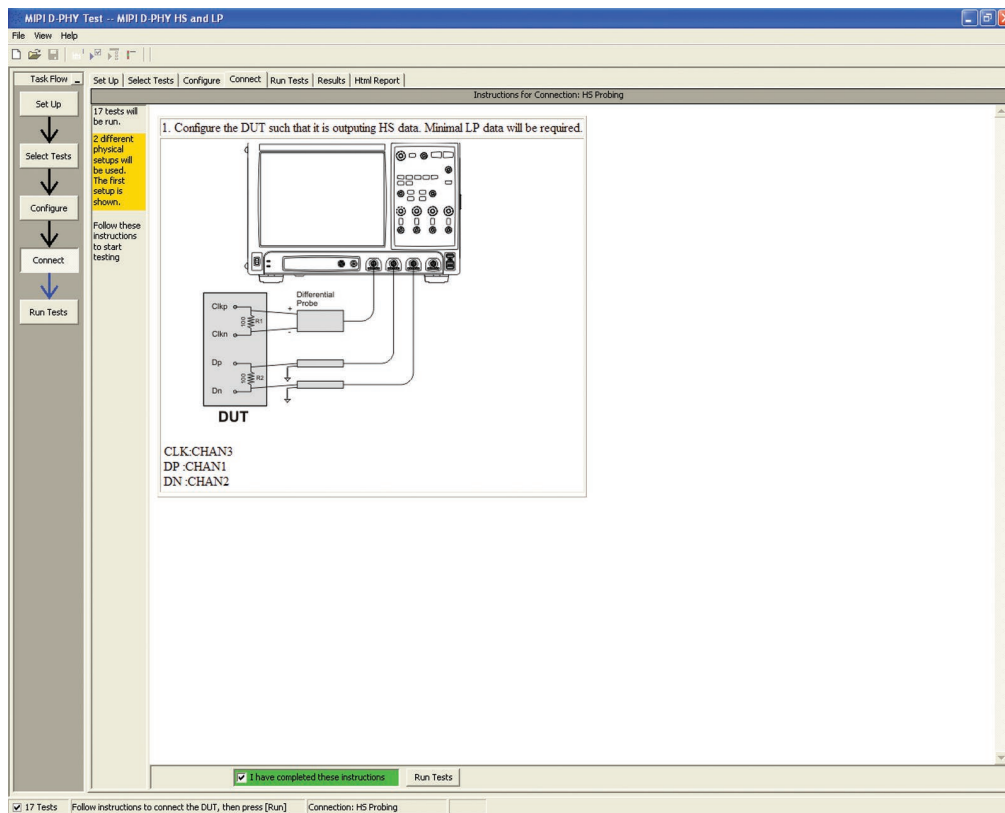 MIPI D-PHY Test -- MIPI D-PHY HS and LP
File View Help
Task Flow
Set Up
Select Tests
Configure
Connect
Run Tests
Set Up Select Tests Configure Connect Run Tests Results Html Report
Instructions for Connection: HS Probing
17 tests will
be run.
2 different
physical
setups will
be used.
The first
setup is
shown.
Follow these
instructions
to start
testing
1. Configure the DUT such that it is outputing HS data. Minimal LP data will be required.
Differential
Probe
Clkp
+
100
R1
Clkn
-
Dp
100
R2
Dn
DUT
CLK:CHAN3
DP :CHAN1
DN :CHAN2
I have completed these instructions
Run Tests
17 Tests Follow instructions to connect the DUT, then press [Run] Connection: HS Probing